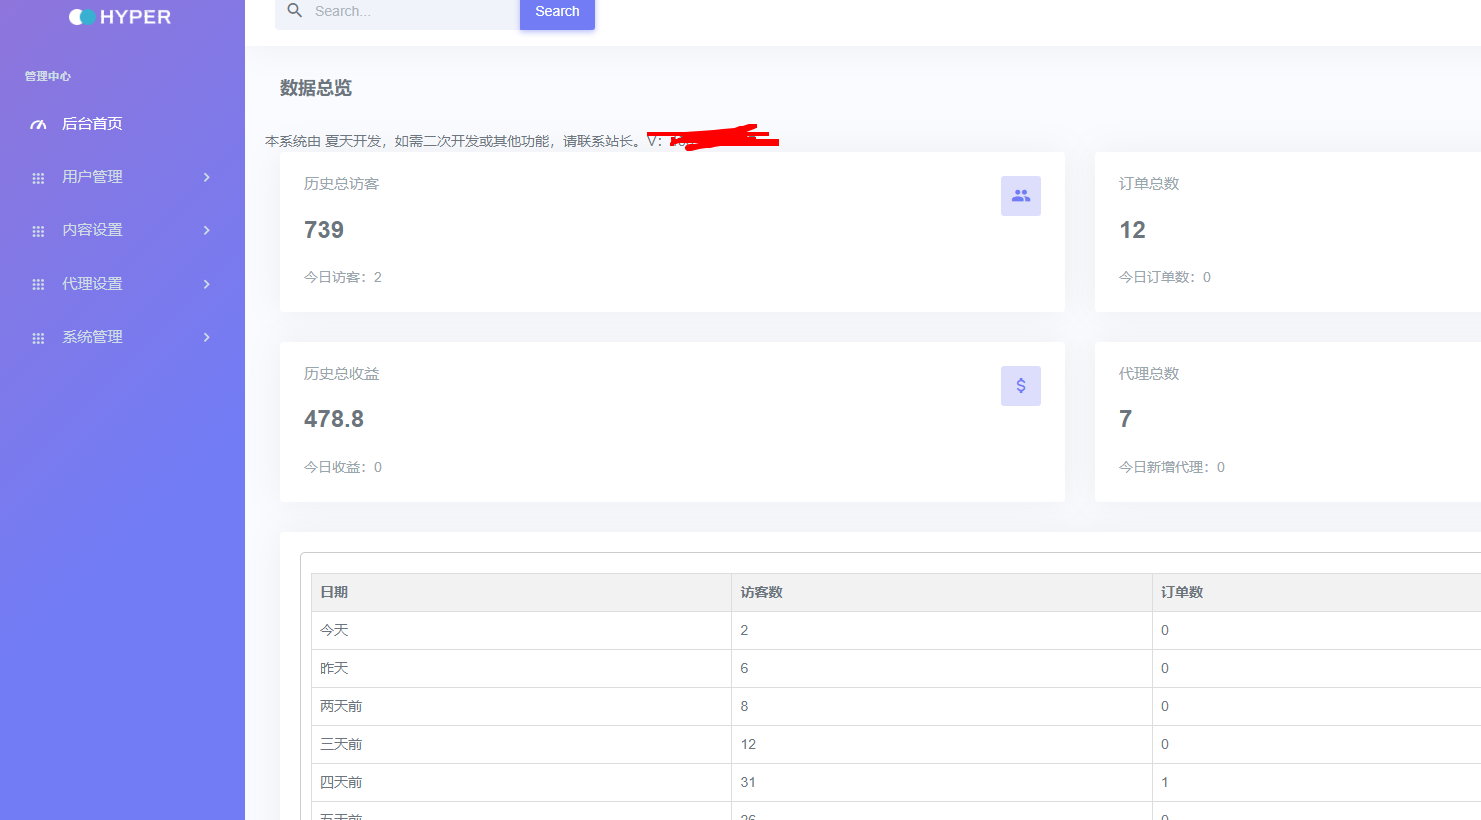 HYPER
Search...
Search
管理中心
后台首页
用户管理
内容设置
代理设置
系统管理
数据总览
本系统由 夏天开发，如需二次开发或其他功能，请联系站长。V：
历史总访客
739
今日访客：2
订单总数
12
今日订单数：0
历史总收益
$
478.8
今日收益：0
代理总数
7
今日新增代理：0
日期 访客数 订单数
今天 2 0
昨天 6 0
两天前 8 0
三天前 12 0
四天前 31 1
五天前 26 0